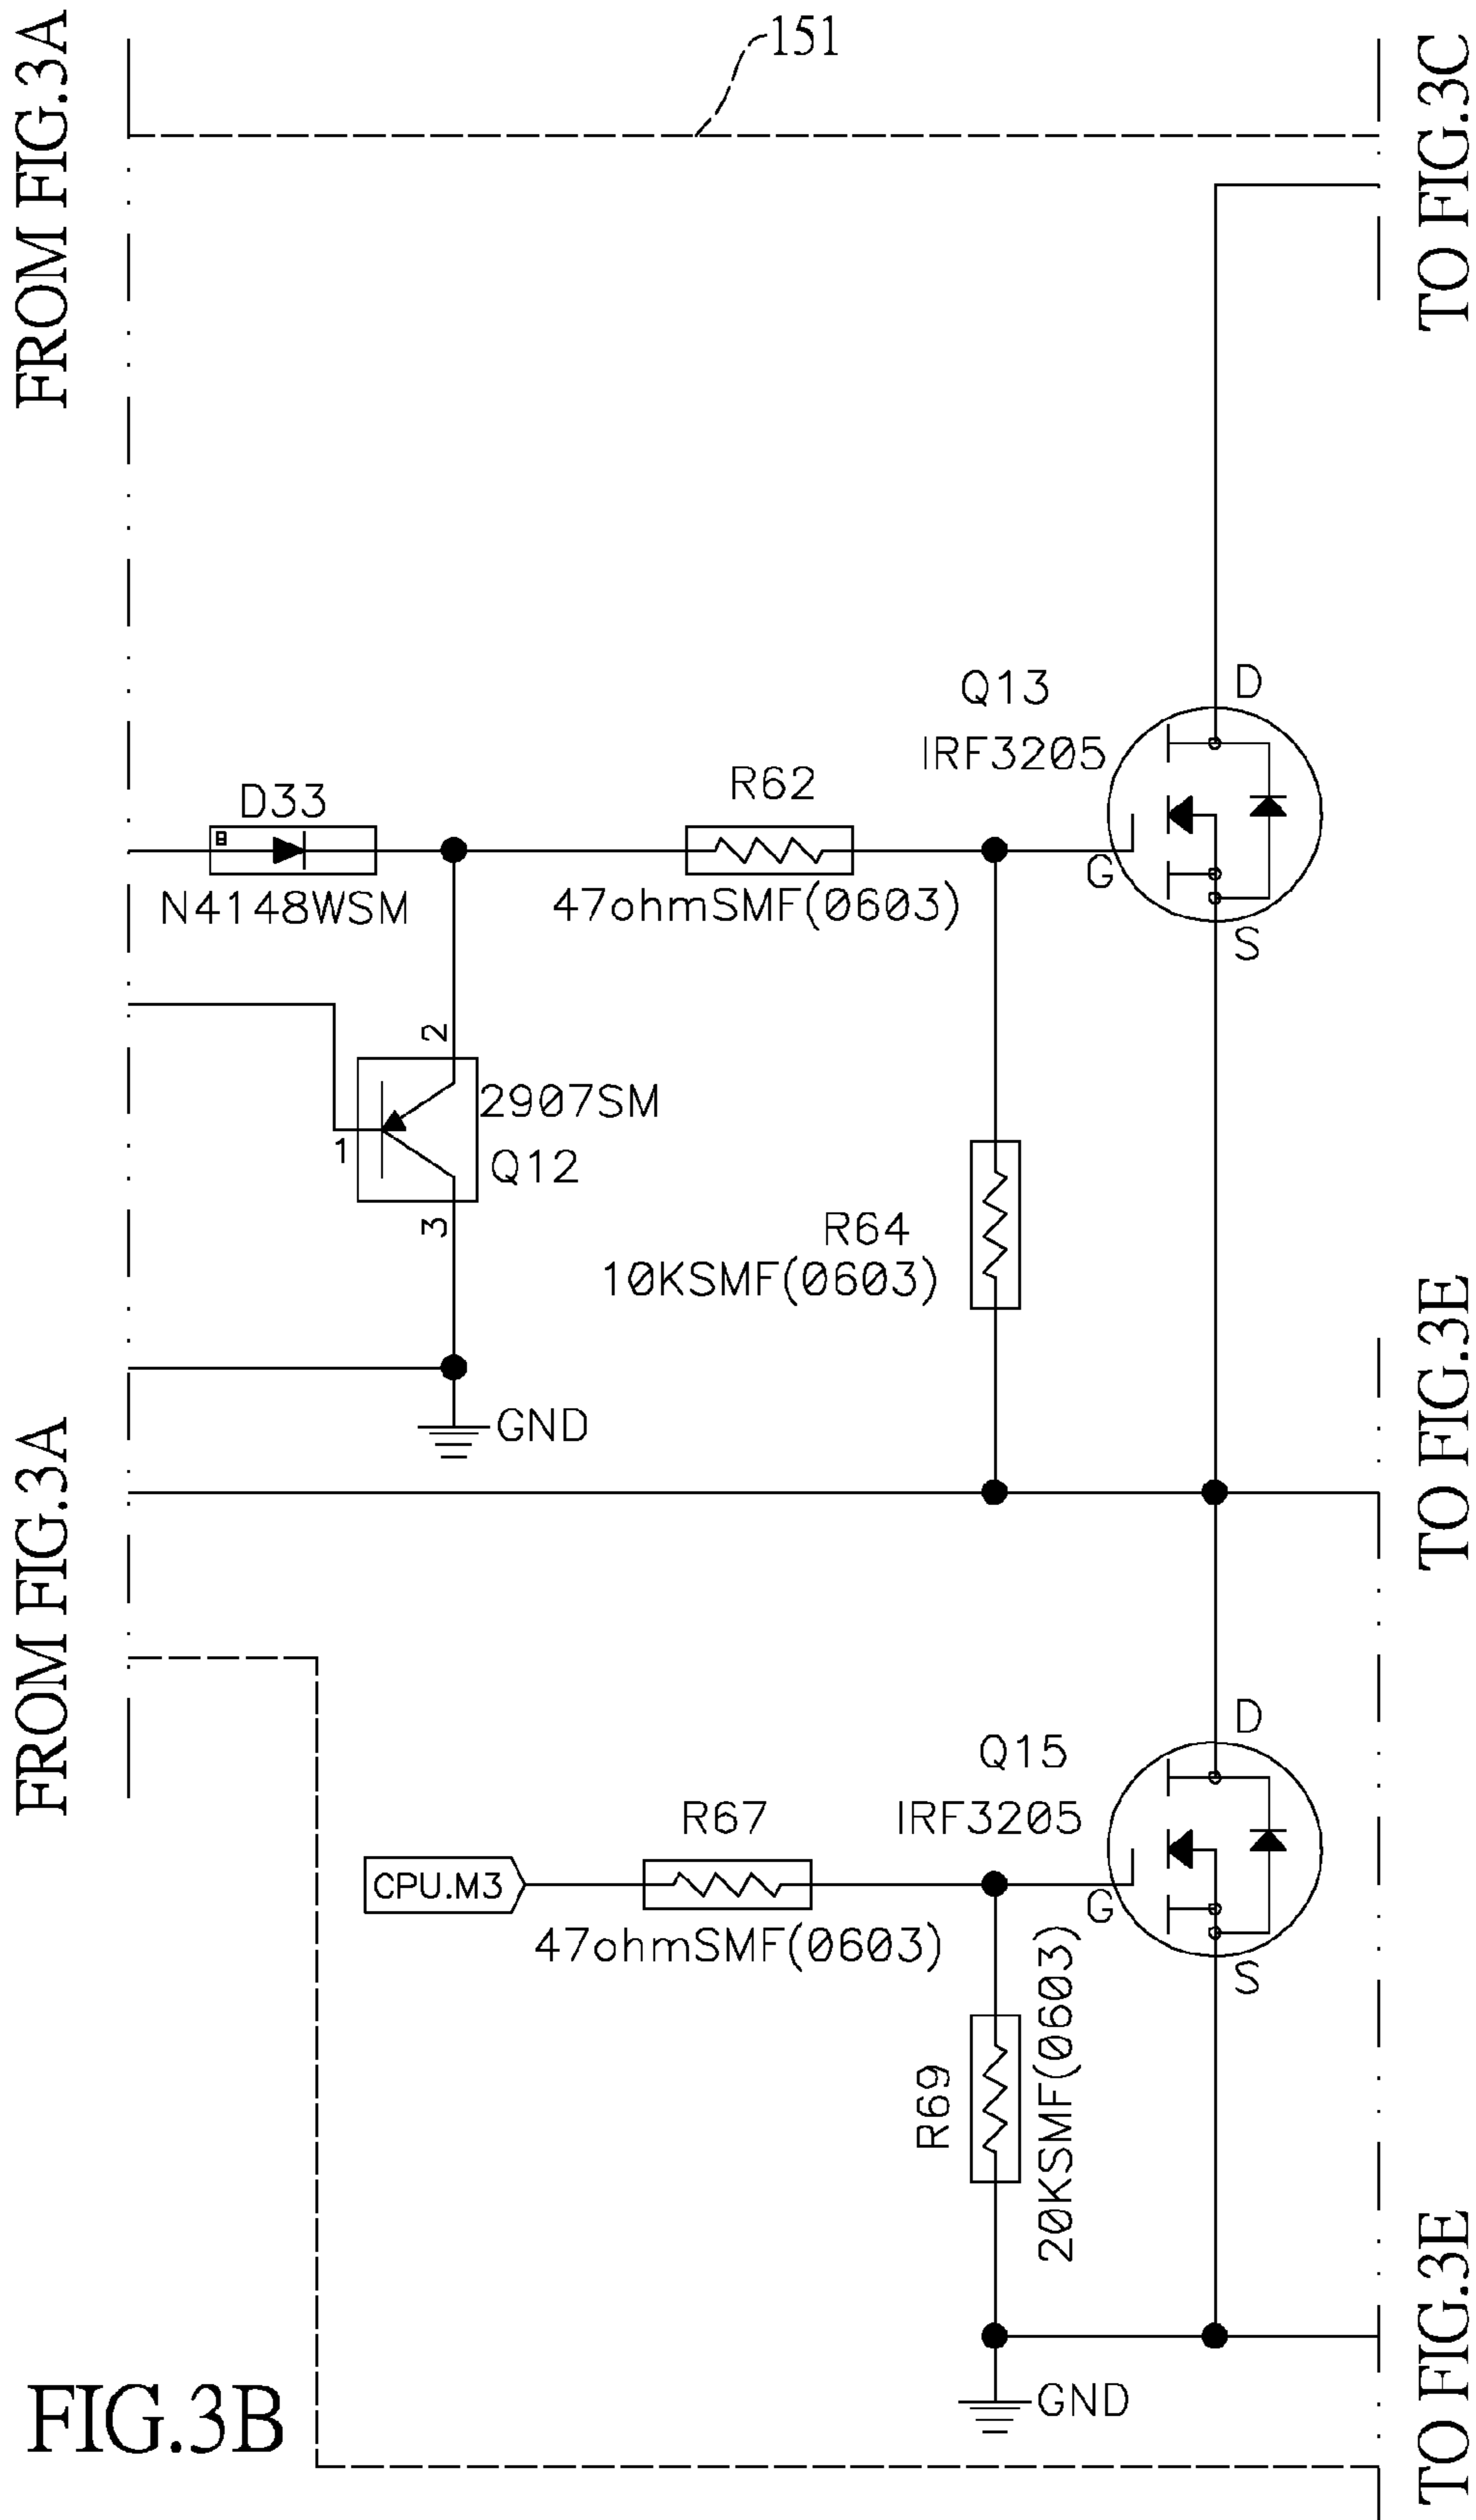 151
FROM FIG.3A
TO FIG.3C
Q13
D
IRF3205
D33
R62
G
N4148WSM
47ohmSMF(0603)
S
2
2907SM
1
Q12
3
R64
10KSMF(0603)
GND
FROM FIG.3A
TO FIG.3E
Q15
D
R67
IRF3205
CPU.M3
G
47ohmSMF(0603)
S
R69
20KSMF(0603)
GND
TO FIG.3E
FIG.3B